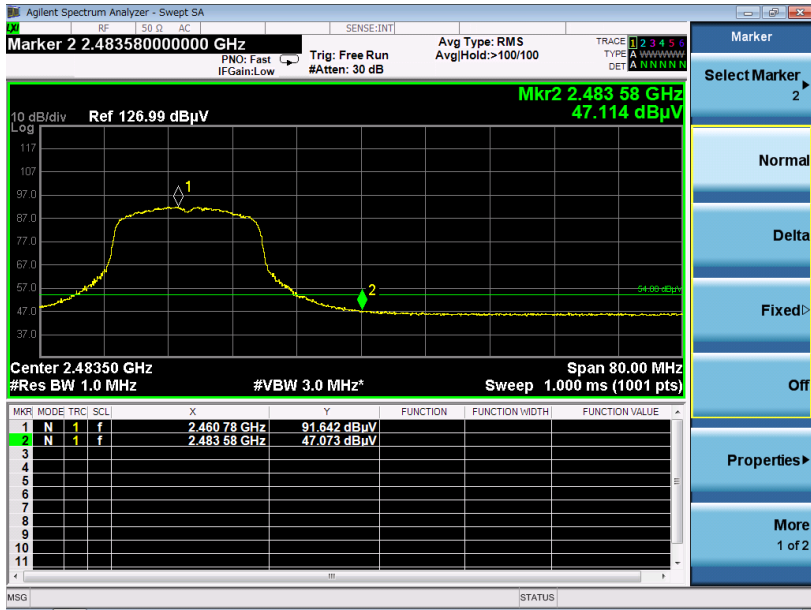 Agilent Spectrum Analyzer - Swept SA
LXI RF 50 Ω AC SENSE:INT
Marker 2 2.483580000000 GHz
PNO: Fast
IFGain:Low
Trig: Free Run
#Atten: 30 dB
Avg Type: RMS
Avg|Hold:>100/100
TRACE 1 2 3 4 5 6
TYPE A WWWWW
DET A N N N N N
Mkr2 2.483 58 GHz
47.114 dBµV
10 dB/div Ref 126.99 dBµV
Log
117
107
97.0
87.0
77.0
67.0
57.0
47.0
37.0
1
2
54.00 dBµV
Center 2.48350 GHz Span 80.00 MHz
#Res BW 1.0 MHz #VBW 3.0 MHz* Sweep 1.000 ms (1001 pts)
MKR MODE TRC SCL X Y FUNCTION FUNCTION WIDTH FUNCTION VALUE
1 N 1 f 2.460 78 GHz 91.642 dBµV
2 N 1 f 2.483 58 GHz 47.073 dBµV
3
4
5
6
7
8
9
10
11
MSG STATUS
Marker
Select Marker
2
Normal
Delta
Fixed
Off
Properties
More
1 of 2